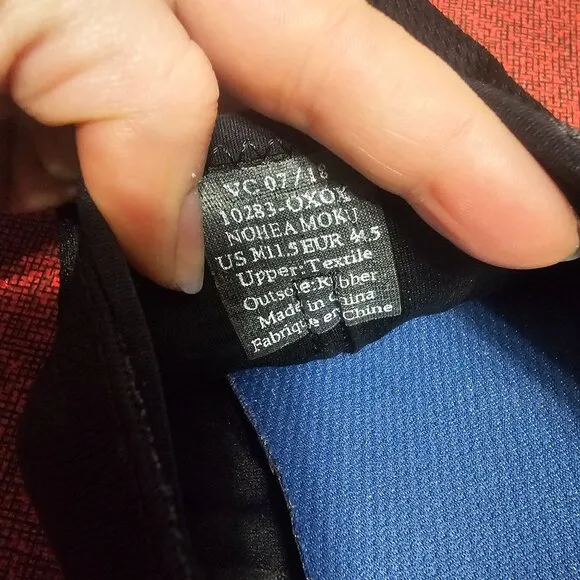 VC 07/18
10283-OXOX
NOHEA MOKU
US M11.5 EUR 44.5
Upper: Textile
Outsole: Rubber
Made in China
Fabriqué en Chine